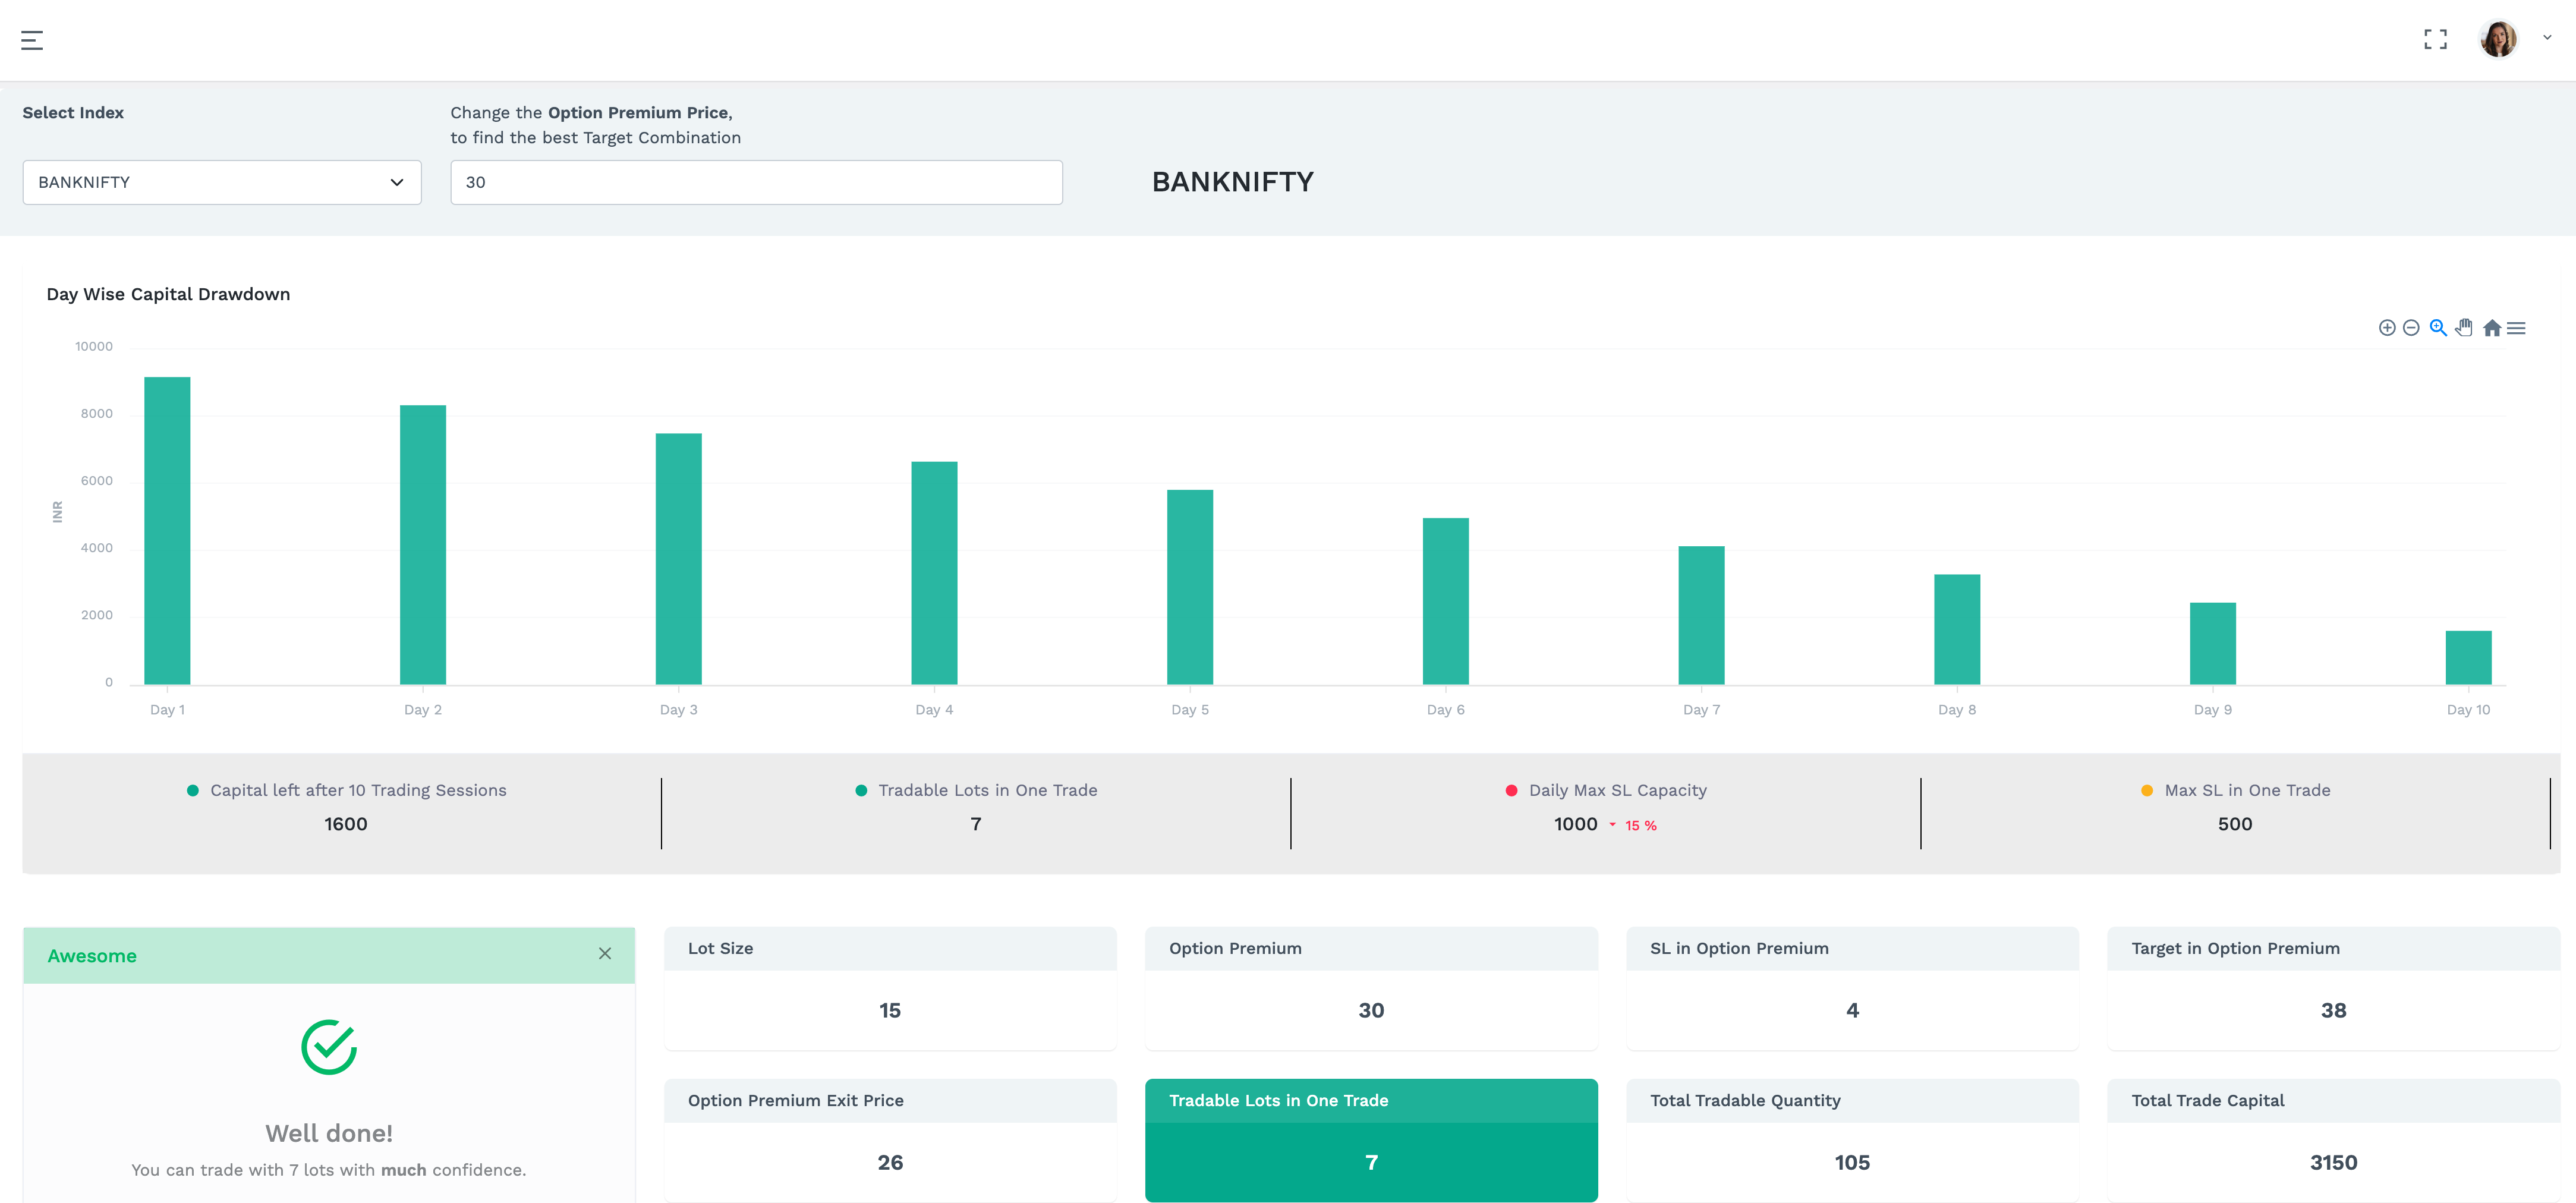 Select Index
Change the Option Premium Price,
to find the best Target Combination
BANKNIFTY
30
BANKNIFTY
Day Wise Capital Drawdown
10000
8000
6000
4000
2000
0
INR
Day 1
Day 2
Day 3
Day 4
Day 5
Day 6
Day 7
Day 8
Day 9
Day 10
Capital left after 10 Trading Sessions
1600
Tradable Lots in One Trade
7
Daily Max SL Capacity
1000 15 %
Max SL in One Trade
500
Awesome
Well done!
You can trade with 7 lots with much confidence.
Lot Size
15
Option Premium
30
SL in Option Premium
4
Target in Option Premium
38
Option Premium Exit Price
26
Tradable Lots in One Trade
7
Total Tradable Quantity
105
Total Trade Capital
3150